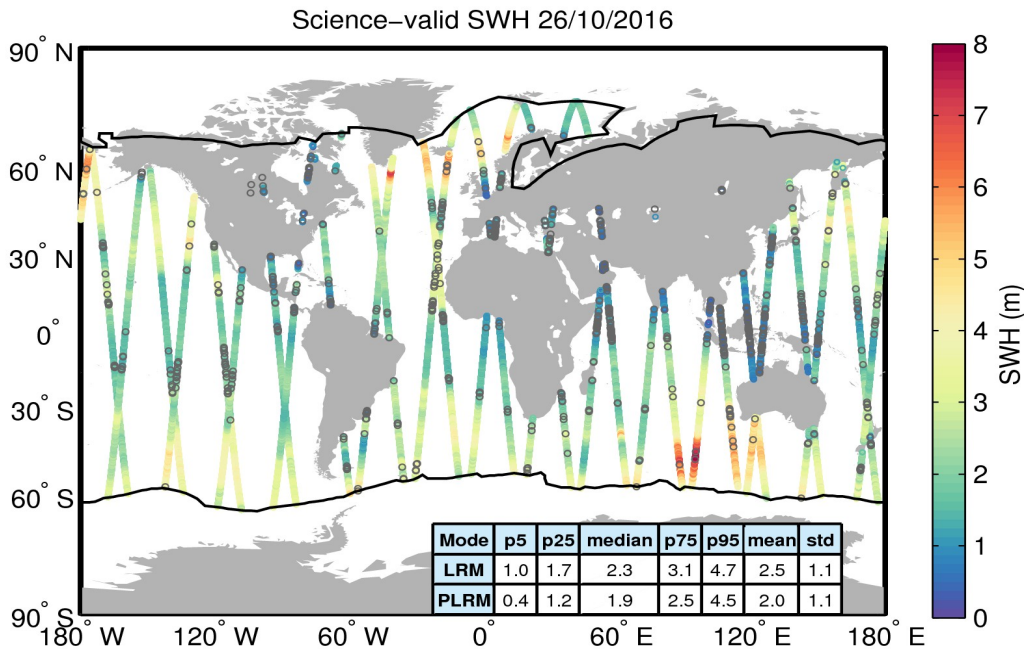 Science−valid SWH 26/10/2016
90° N
60° N
30° N
0°
30° S
60° S
90° S
180° W
120° W
60° W
0°
60° E
120° E
180° E
Mode p5 p25 median p75 p95 mean std
LRM 1.0 1.7 2.3 3.1 4.7 2.5 1.1
PLRM 0.4 1.2 1.9 2.5 4.5 2.0 1.1
8
7
6
5
4
3
2
1
0
SWH (m)